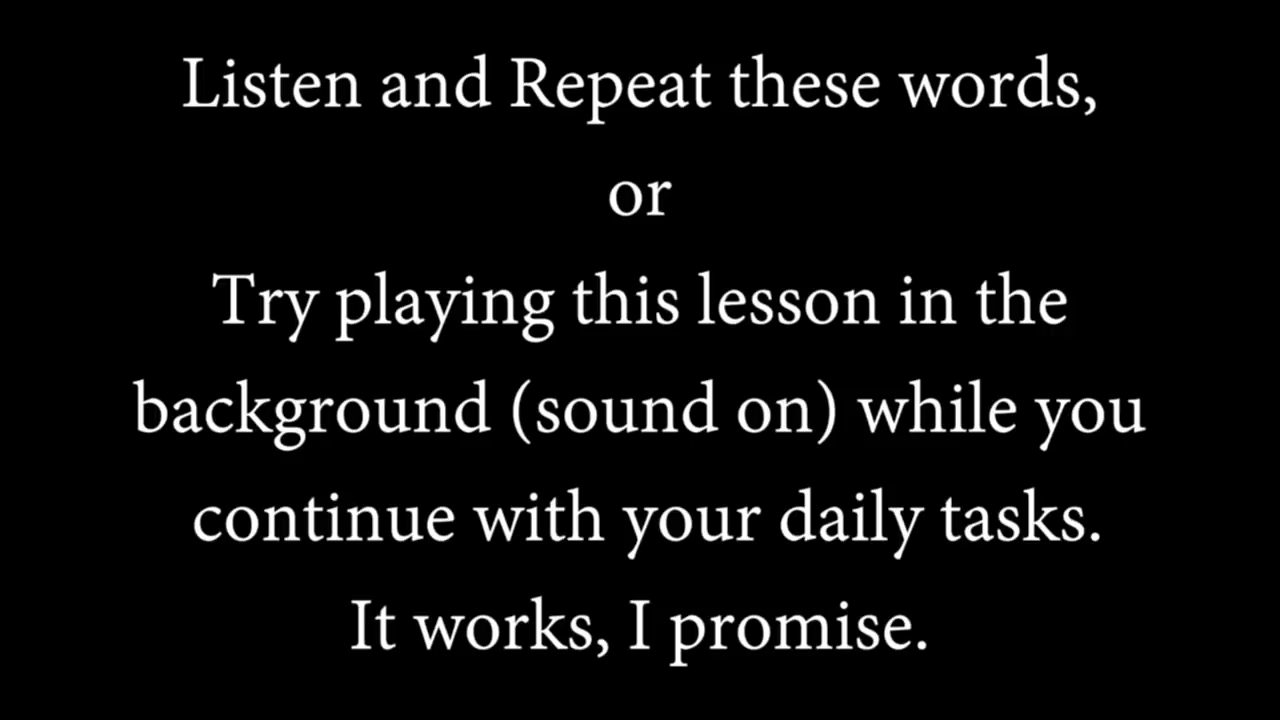 Listen and Repeat these words,
or
Try playing this lesson in the
background (sound on) while you
continue with your daily tasks.
It works, I promise.